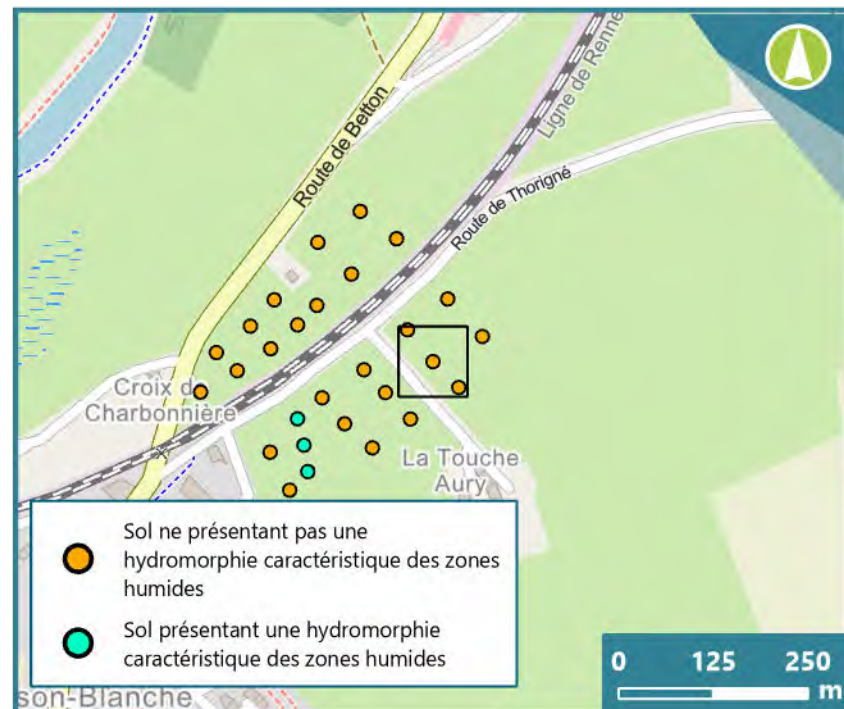 Route de Betton
Ligne de Renne
Route de Thorigné
Croix d
Charbonnière
La Touche
Aury
Sol ne présentant pas une
hydromorphie caractéristique des zones
humides
Sol présentant une hydromorphie
caractéristique des zones humides
0 125 250
m
son-Blanche